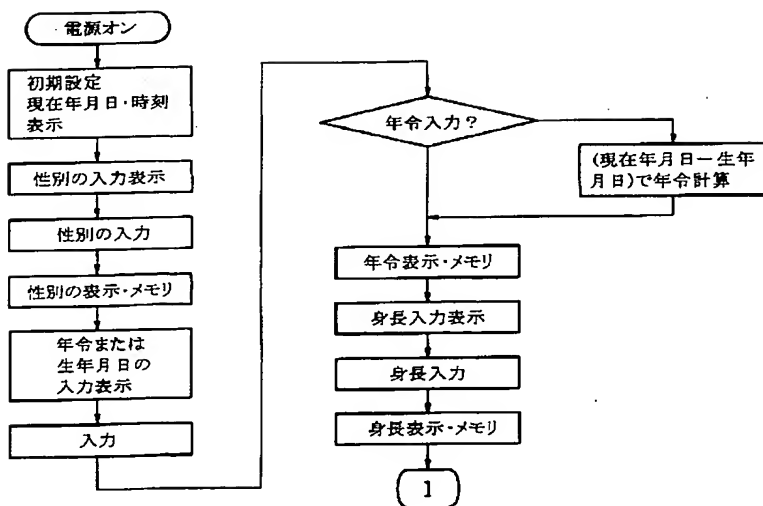 電源オン
初期設定
現在年月日・時刻
表示
性別の入力表示
性別の入力
性別の表示・メモリ
年令または
生年月日の
入力表示
入力
年令入力?
(現在年月日ー生年
月日)で年令計算
年令表示・メモリ
身長入力表示
身長入力
身長表示・メモリ
1